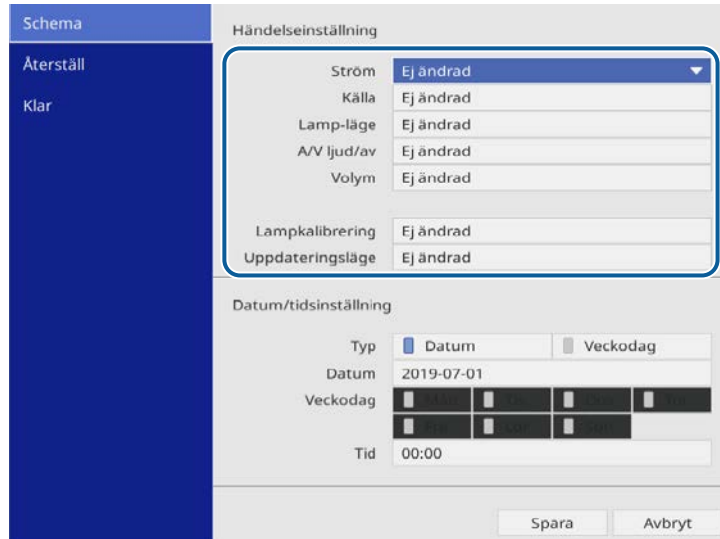 Schema
Återställ
Klar
Händelseinställning
Ström Ej ändrad
Källa Ej ändrad
Lamp-läge Ej ändrad
A/V ljud/av Ej ändrad
Volym Ej ändrad
Lampkalibrering Ej ändrad
Uppdateringsläge Ej ändrad
Datum/tidsinställning
Typ Datum Veckodag
Datum 2019-07-01
Veckodag
Tid 00:00
Spara Avbryt